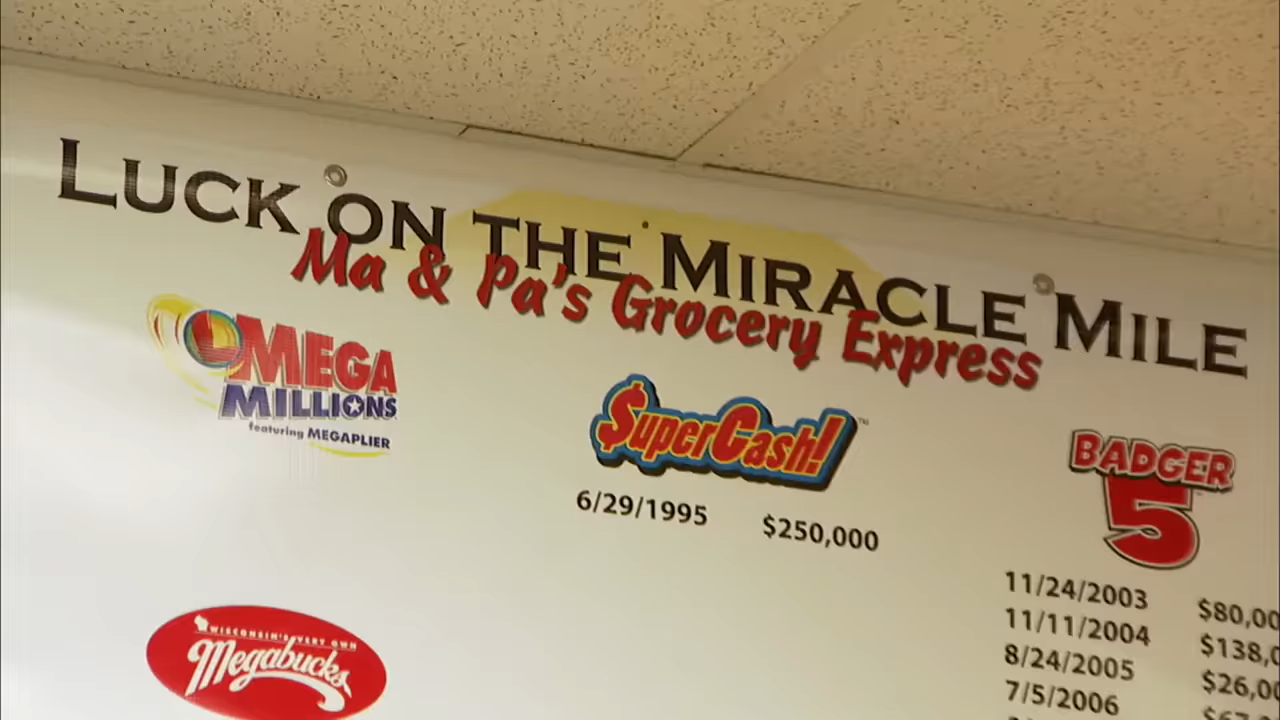 LUCK ON THE MIRACLE MILE
Ma & Pa's Grocery Express
MEGA
MILLIONS
featuring MEGAPLIER
$uperCash!™
6/29/1995 $250,000
BADGER
5
11/24/2003
11/11/2004
8/24/2005
7/5/2006
WISCONSIN'S VERY OWN
Megabucks